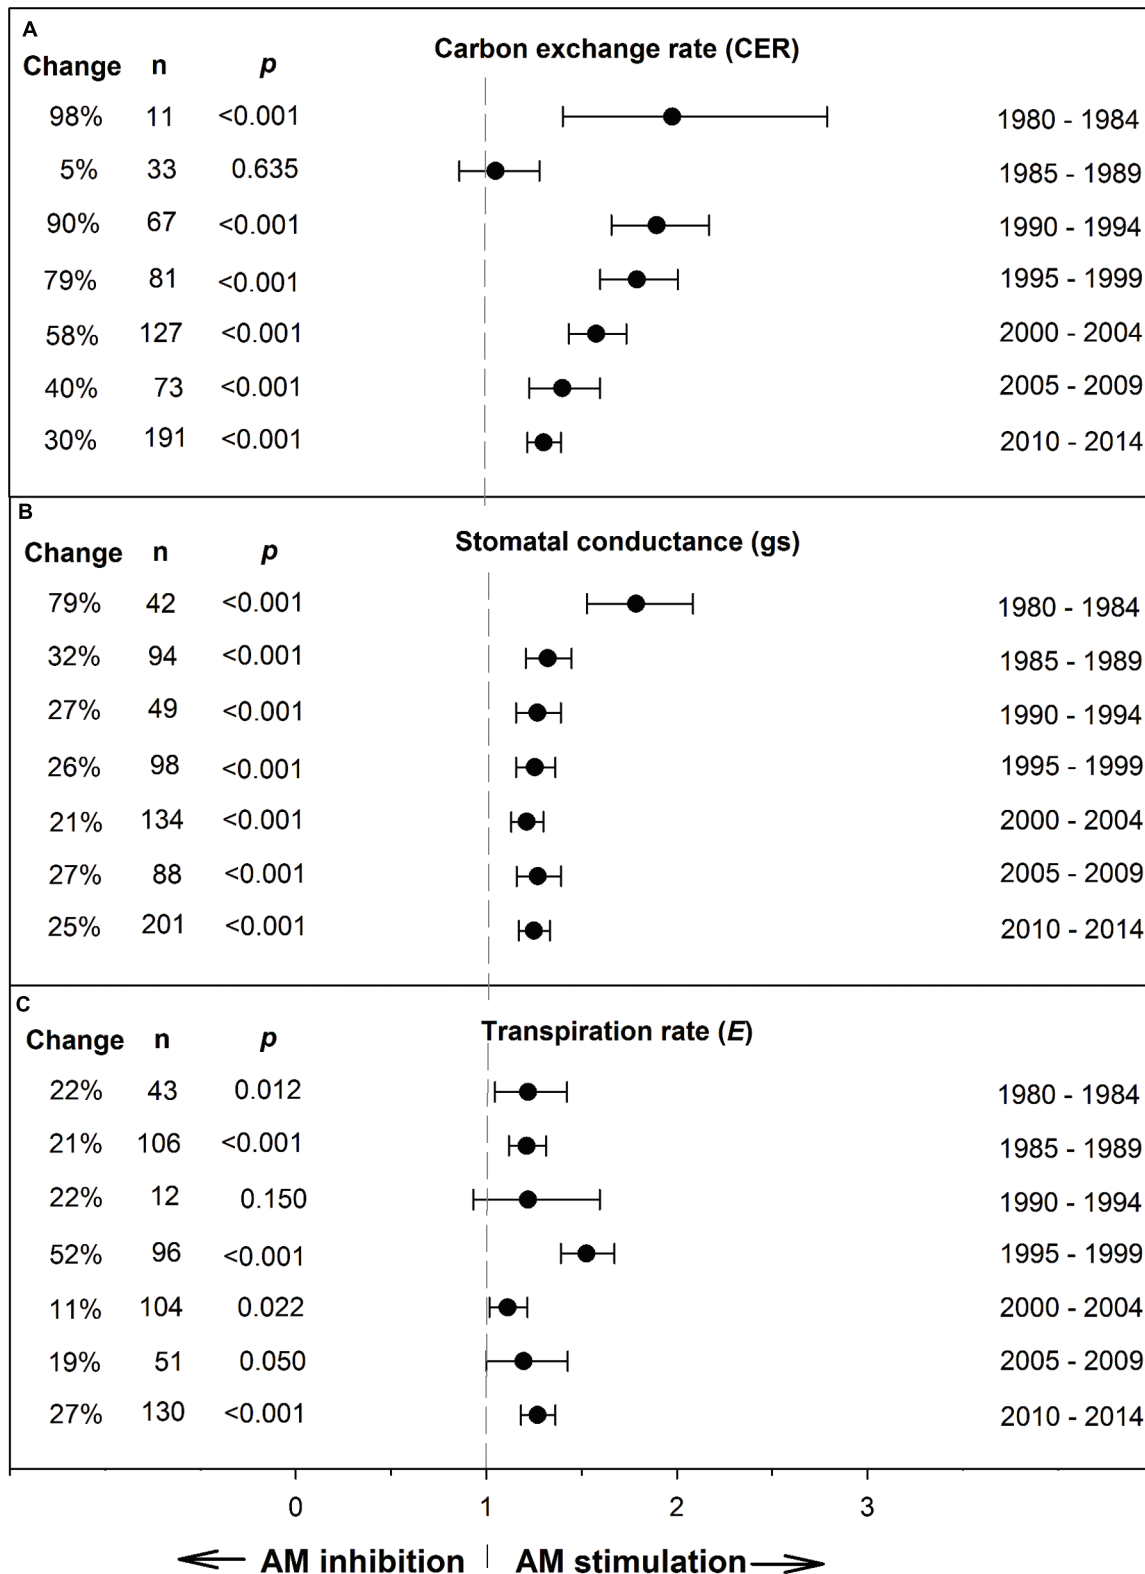 A
Carbon exchange rate (CER)
Change n p
98% 11 <0.001 1980 - 1984
5% 33 0.635 1985 - 1989
90% 67 <0.001 1990 - 1994
79% 81 <0.001 1995 - 1999
58% 127 <0.001 2000 - 2004
40% 73 <0.001 2005 - 2009
30% 191 <0.001 2010 - 2014
B
Stomatal conductance (gs)
Change n p
79% 42 <0.001 1980 - 1984
32% 94 <0.001 1985 - 1989
27% 49 <0.001 1990 - 1994
26% 98 <0.001 1995 - 1999
21% 134 <0.001 2000 - 2004
27% 88 <0.001 2005 - 2009
25% 201 <0.001 2010 - 2014
C
Transpiration rate (E)
Change n p
22% 43 0.012 1980 - 1984
21% 106 <0.001 1985 - 1989
22% 12 0.150 1990 - 1994
52% 96 <0.001 1995 - 1999
11% 104 0.022 2000 - 2004
19% 51 0.050 2005 - 2009
27% 130 <0.001 2010 - 2014
0 1 2 3
AM inhibition AM stimulation